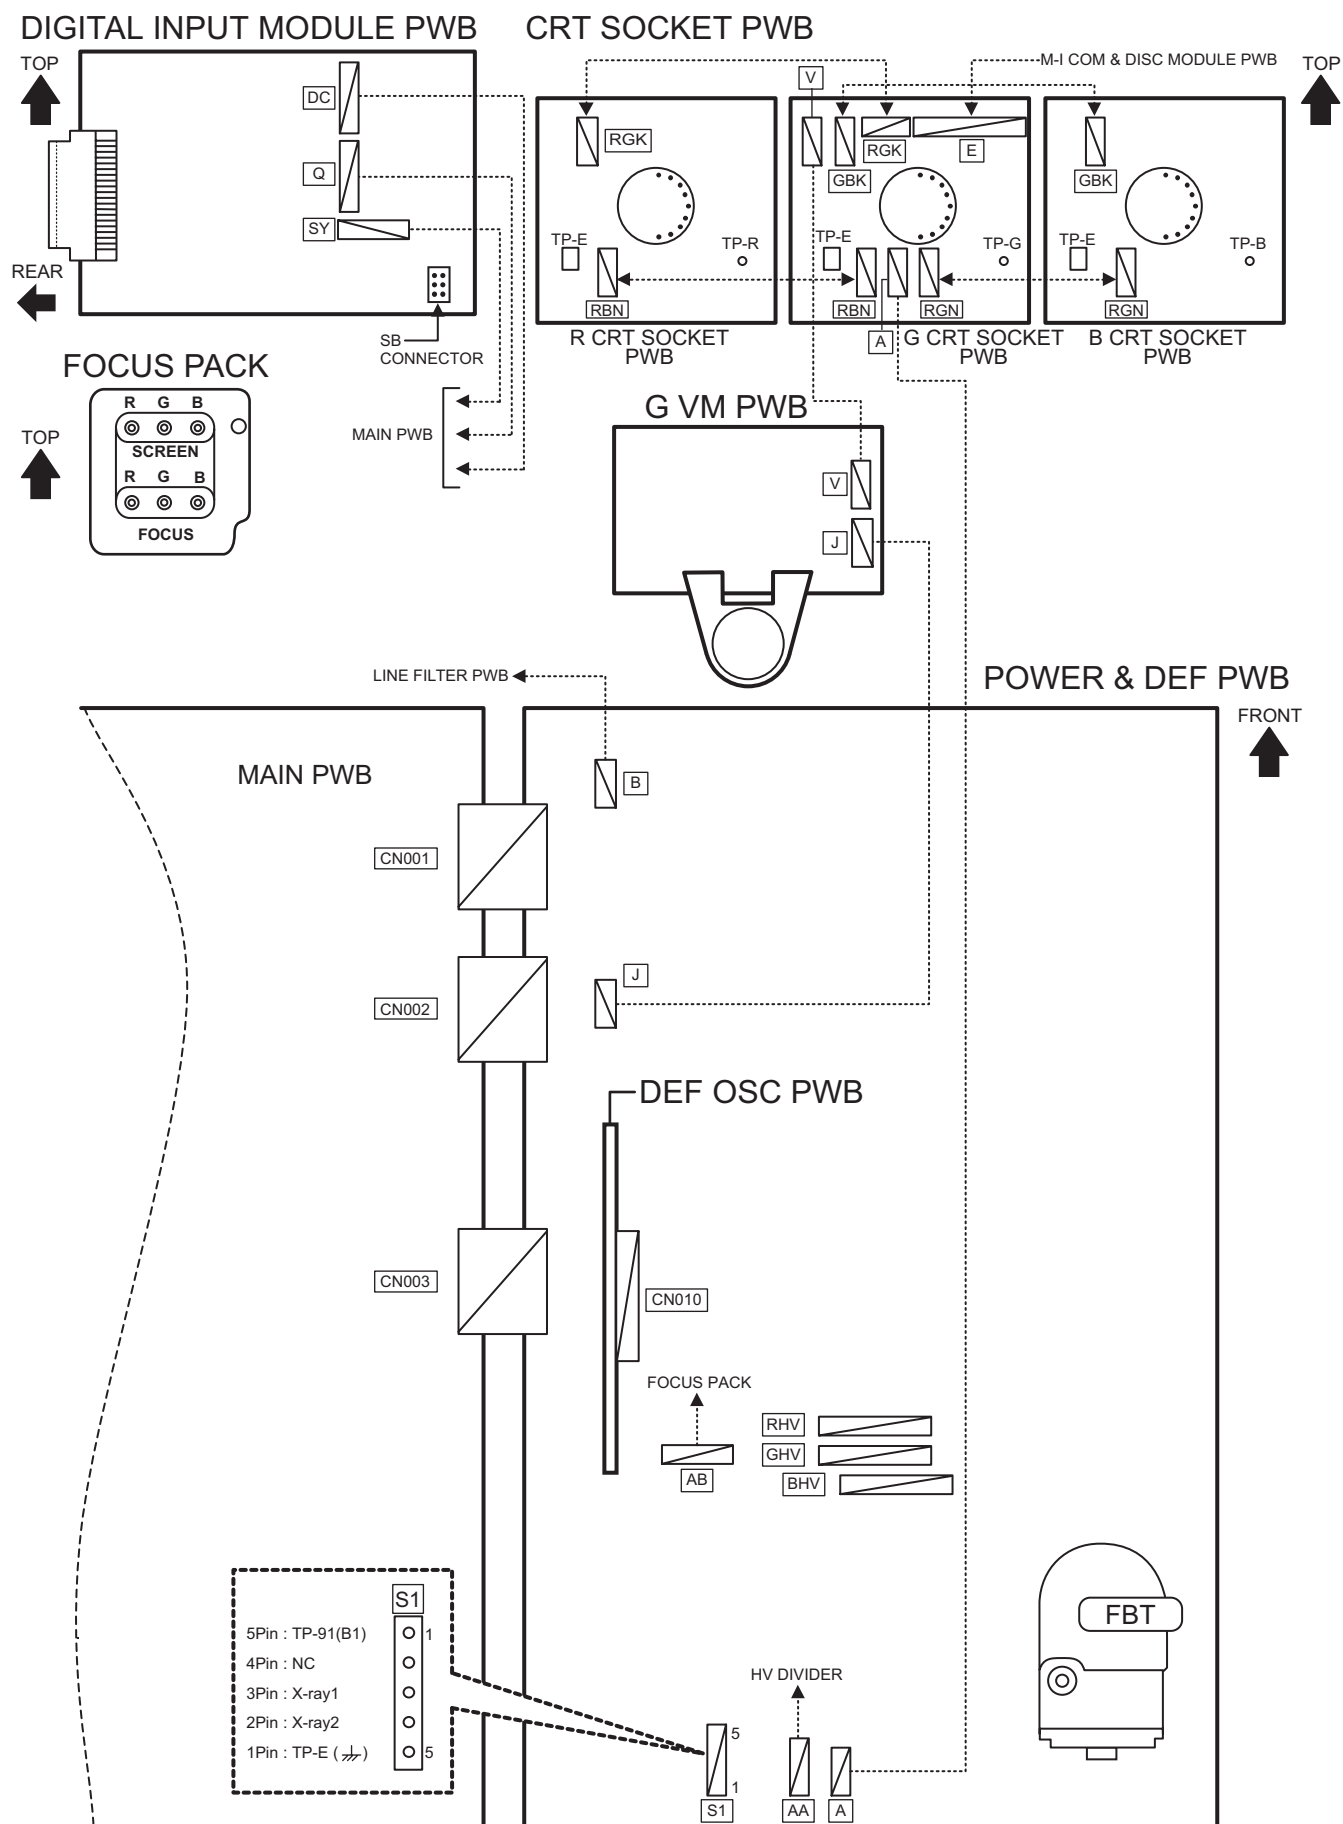 DIGITAL INPUT MODULE PWB
TOP
DC
Q
SY
REAR
SB
CONNECTOR
MAIN PWB
CRT SOCKET PWB
M-I COM & DISC MODULE PWB
TOP
V
RGK
TP-E
TP-R
RBN
R CRT SOCKET
PWB
GBK
RGK
E
TP-E
TP-G
RBN
A
RGN
G CRT SOCKET
PWB
GBK
TP-E
TP-B
RGN
B CRT SOCKET
PWB
FOCUS PACK
TOP
R G B
SCREEN
R G B
FOCUS
G VM PWB
V
J
LINE FILTER PWB
POWER & DEF PWB
FRONT
MAIN PWB
B
CN001
J
CN002
DEF OSC PWB
CN003
CN010
FOCUS PACK
AB
RHV
GHV
BHV
S1
5Pin : TP-91(B1)
1
4Pin : NC
3Pin : X-ray1
2Pin : X-ray2
1Pin : TP-E ( )
5
FBT
HV DIVIDER
5
1
S1
AA
A